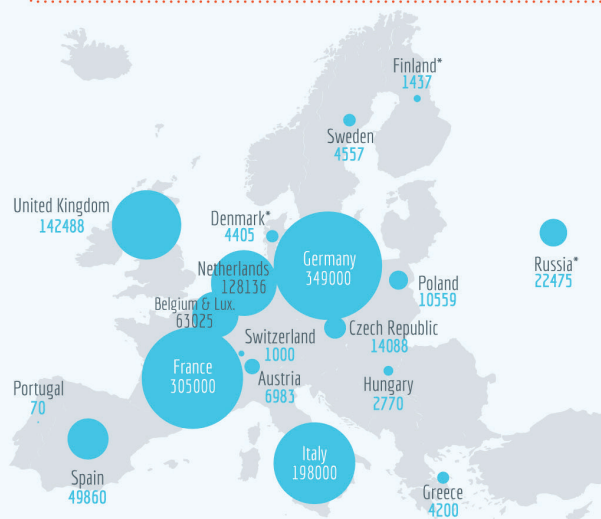 Finland*
1437
Sweden
4557
United Kingdom
142488
Denmark*
4405
Germany
349000
Netherlands
128136
Russia*
22475
Poland
10559
Belgium & Lux.
63025
Czech Republic
14088
Switzerland
1000
France
305000
Austria
6983
Hungary
2770
Portugal
70
Italy
198000
Spain
49860
Greece
4200